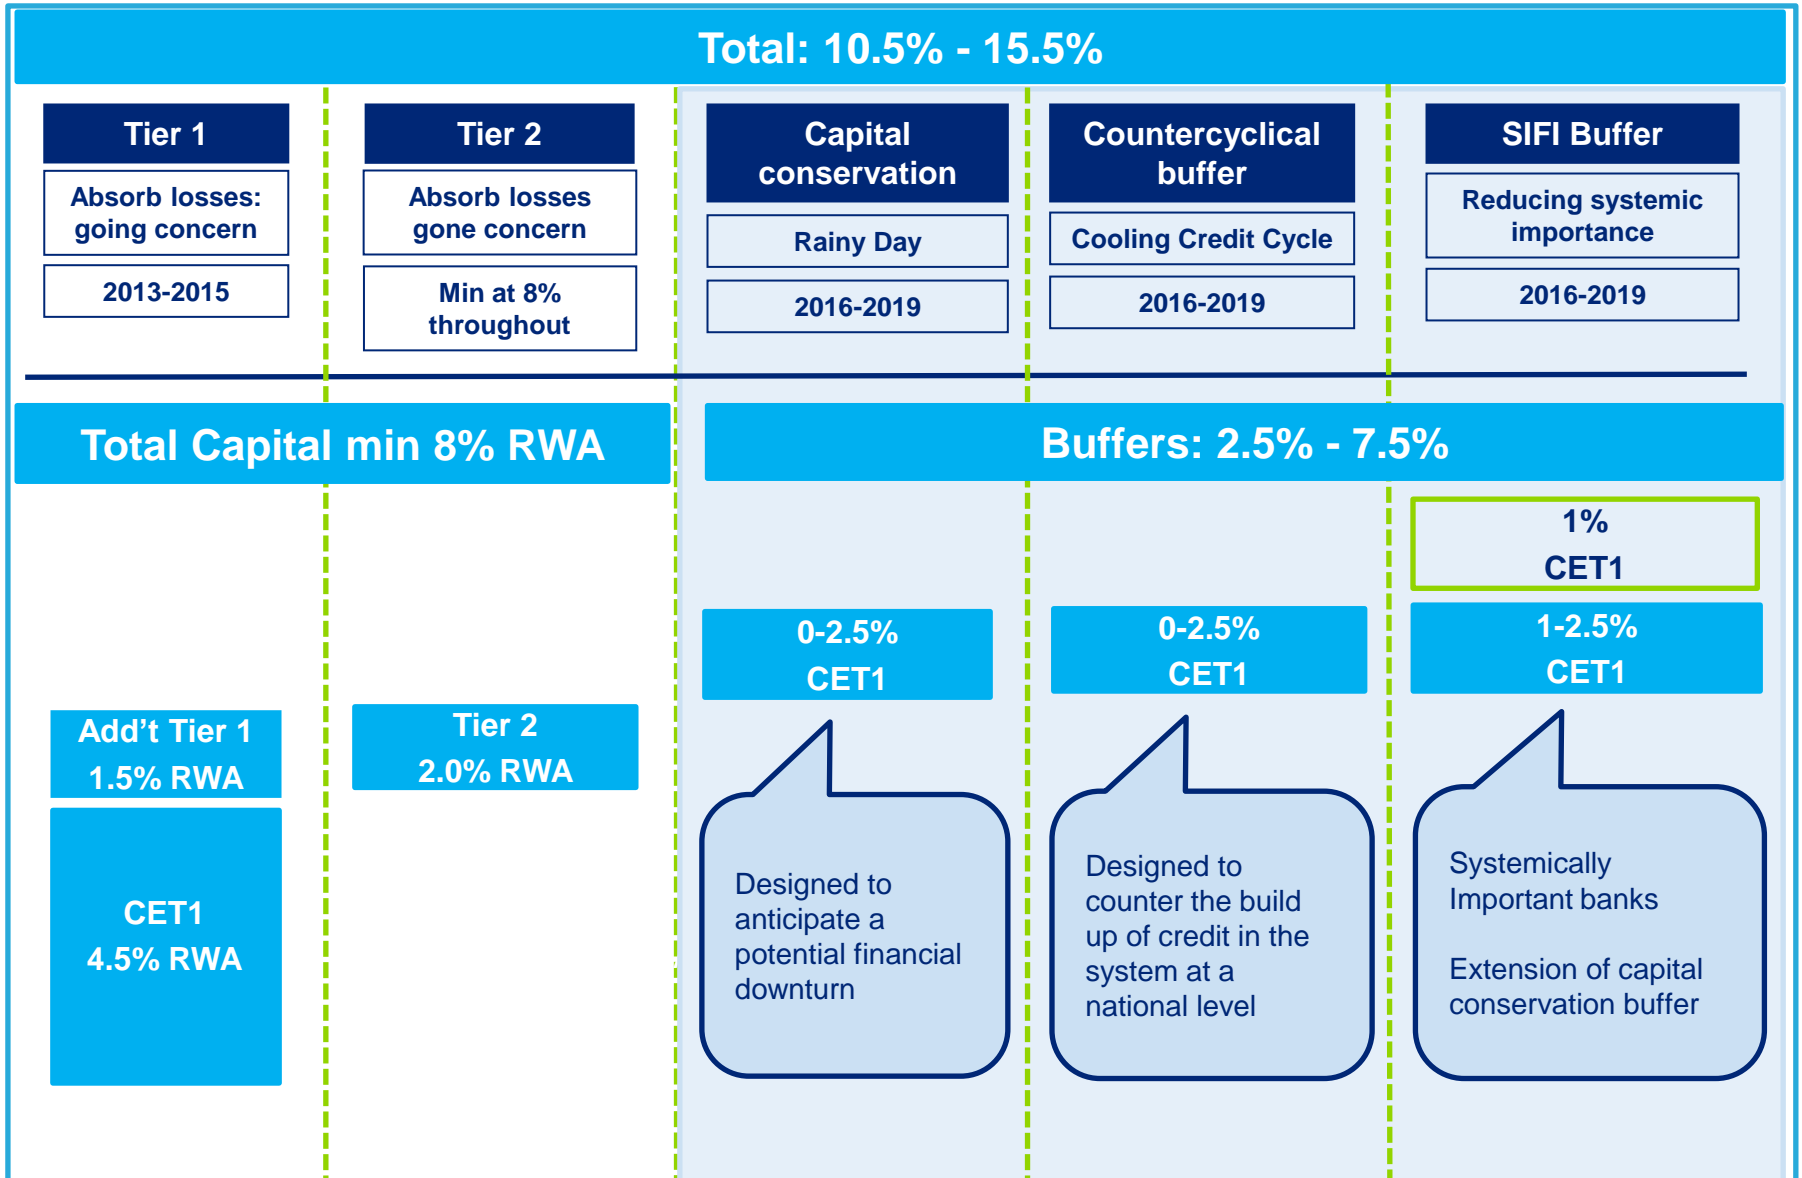 Total: 10.5% - 15.5%
Tier 1
Absorb losses:
going concern
2013-2015
Tier 2
Absorb losses
gone concern
Min at 8%
throughout
Capital
conservation
Rainy Day
2016-2019
Countercyclical
buffer
Cooling Credit Cycle
2016-2019
SIFI Buffer
Reducing systemic
importance
2016-2019
Total Capital min 8% RWA
Buffers: 2.5% - 7.5%
Add't Tier 1
1.5% RWA
CET1
4.5% RWA
Tier 2
2.0% RWA
0-2.5%
CET1
Designed to
anticipate a
potential financial
downturn
0-2.5%
CET1
Designed to
counter the build
up of credit in the
system at a
national level
1%
CET1
1-2.5%
CET1
Systemically
Important banks
Extension of capital
conservation buffer